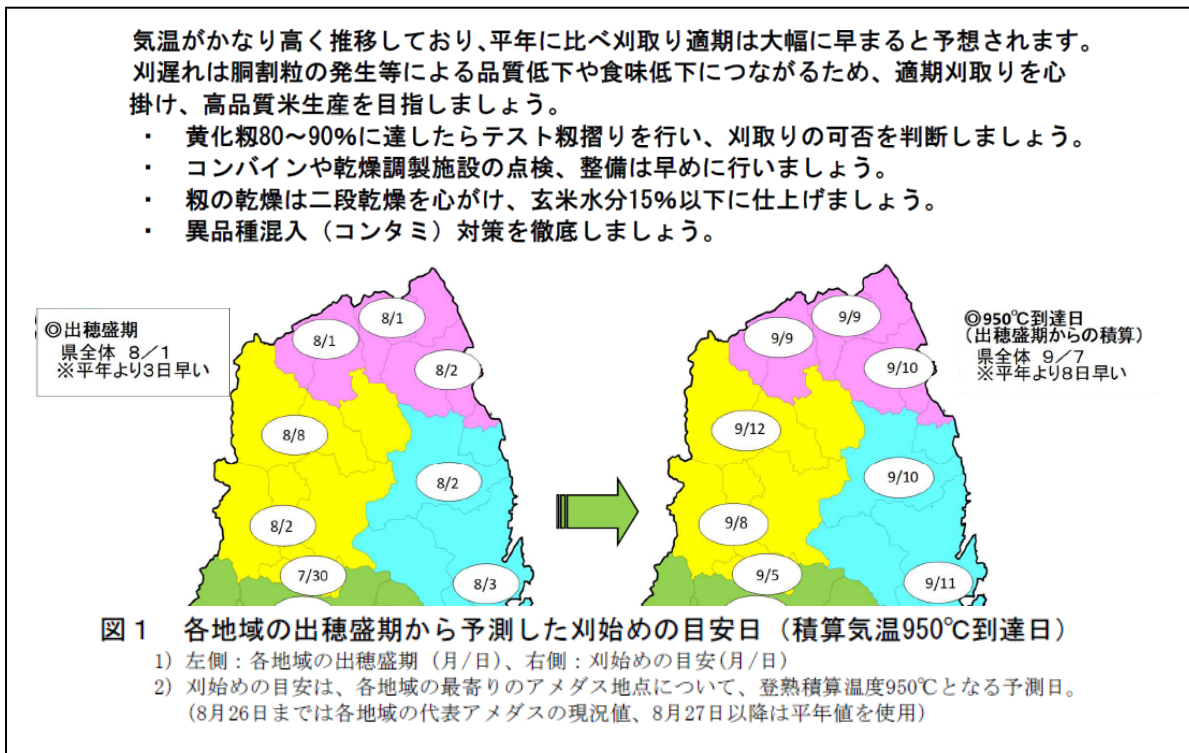 気温がかなり高く推移しており、平年に比べ刈取り適期は大幅に早まると予想されます。
刈遅れは胴割粒の発生等による品質低下や食味低下につながるため、適期刈取りを心
掛け、高品質米生産を目指しましょう。
・ 黄化籾80～90％に達したらテスト籾摺りを行い、刈取りの可否を判断しましょう。
・ コンバインや乾燥調製施設の点検、整備は早めに行いましょう。
・ 籾の乾燥は二段乾燥を心がけ、玄米水分15％以下に仕上げましょう。
・ 異品種混入（コンタミ）対策を徹底しましょう。
◎出穂盛期
県全体 8／1
※平年より3日早い
8/1
8/1
8/2
8/8
8/2
8/2
7/30
8/3
◎950℃到達日
（出穂盛期からの積算）
県全体 9／7
※平年より8日早い
9/9
9/9
9/10
9/12
9/10
9/8
9/5
9/11
図１ 各地域の出穂盛期から予測した刈始めの目安日（積算気温950℃到達日）
1) 左側：各地域の出穂盛期（月/日）、右側：刈始めの目安(月/日)
2) 刈始めの目安は、各地域の最寄りのアメダス地点について、登熟積算温度950℃となる予測日。
（8月26日までは各地域の代表アメダスの現況値、8月27日以降は平年値を使用）